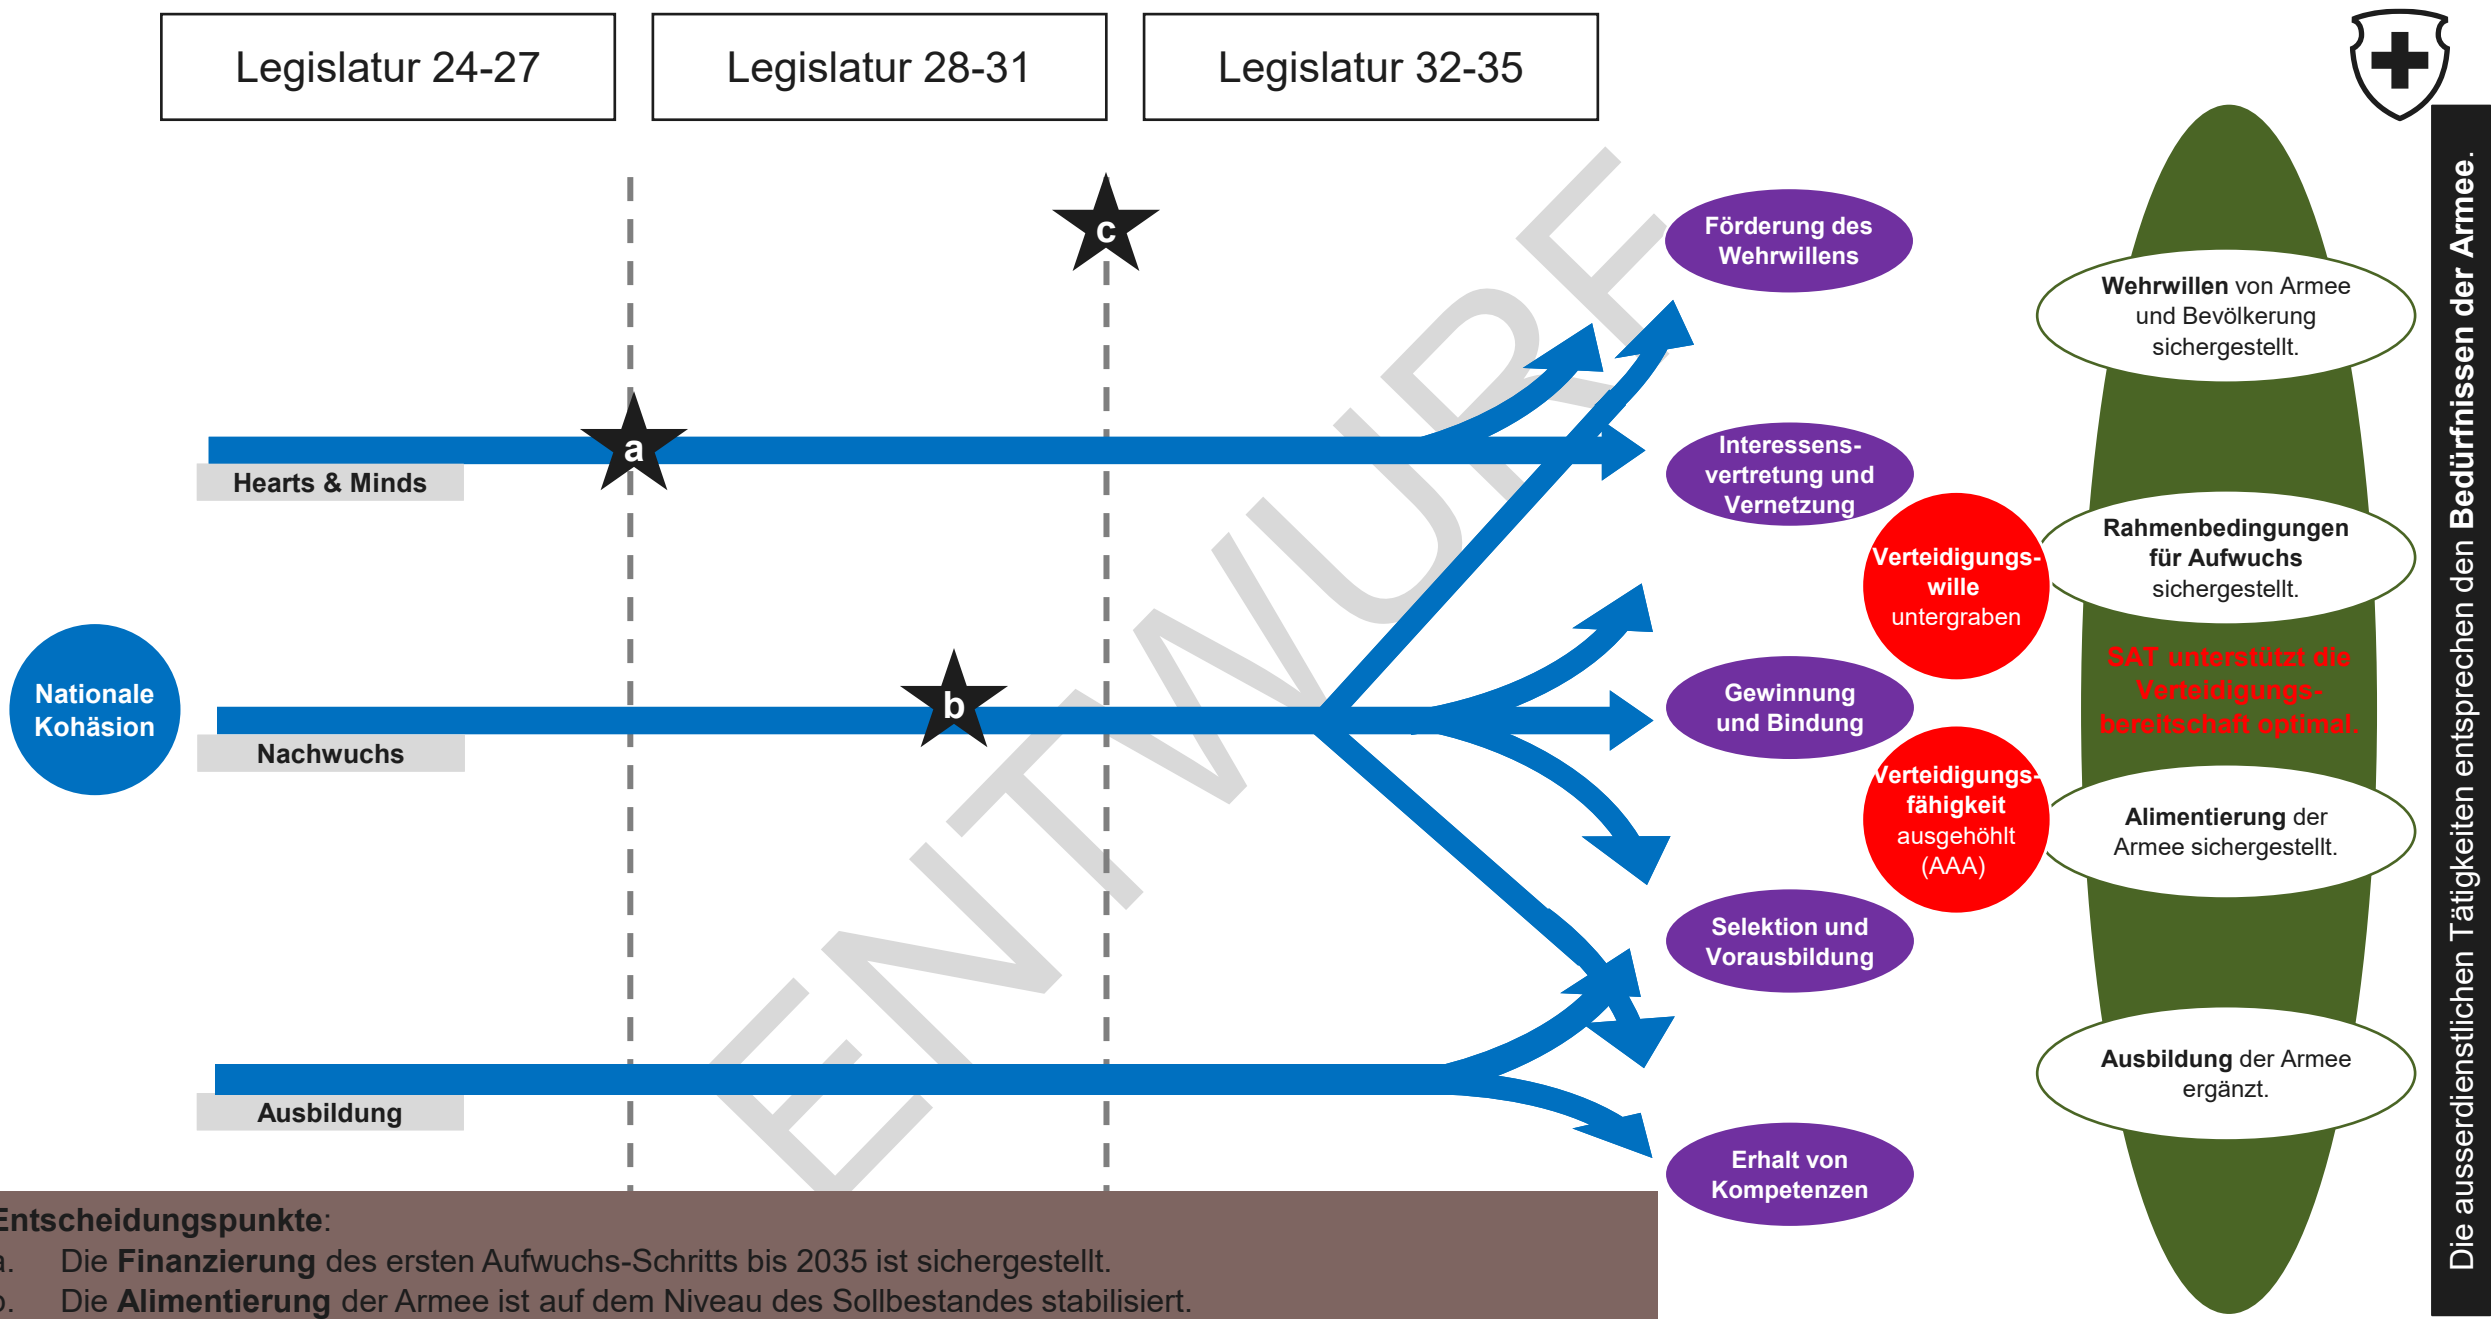 Legislatur 24-27
Legislatur 28-31
Legislatur 32-35
ENTWURF
c
a
b
Hearts & Minds
Nationale
Kohäsion
Nachwuchs
Ausbildung
Förderung des
Wehrwillens
Interessens-
vertretung und
Vernetzung
Gewinnung
und Bindung
Selektion und
Vorausbildung
Erhalt von
Kompetenzen
Verteidigungs-
wille
untergraben
Verteidigungs-
fähigkeit
ausgehöhlt
(AAA)
Wehrwillen von Armee
und Bevölkerung
sichergestellt.
Rahmenbedingungen
für Aufwuchs
sichergestellt.
SAT unterstützt die
Verteidigungs-
bereitschaft optimal.
Alimentierung der
Armee sichergestellt.
Ausbildung der Armee
ergänzt.
Die ausserdienstlichen Tätigkeiten entsprechen den Bedürfnissen der Armee.
Entscheidungspunkte:
a. Die Finanzierung des ersten Aufwuchs-Schritts bis 2035 ist sichergestellt.
b. Die Alimentierung der Armee ist auf dem Niveau des Sollbestandes stabilisiert.